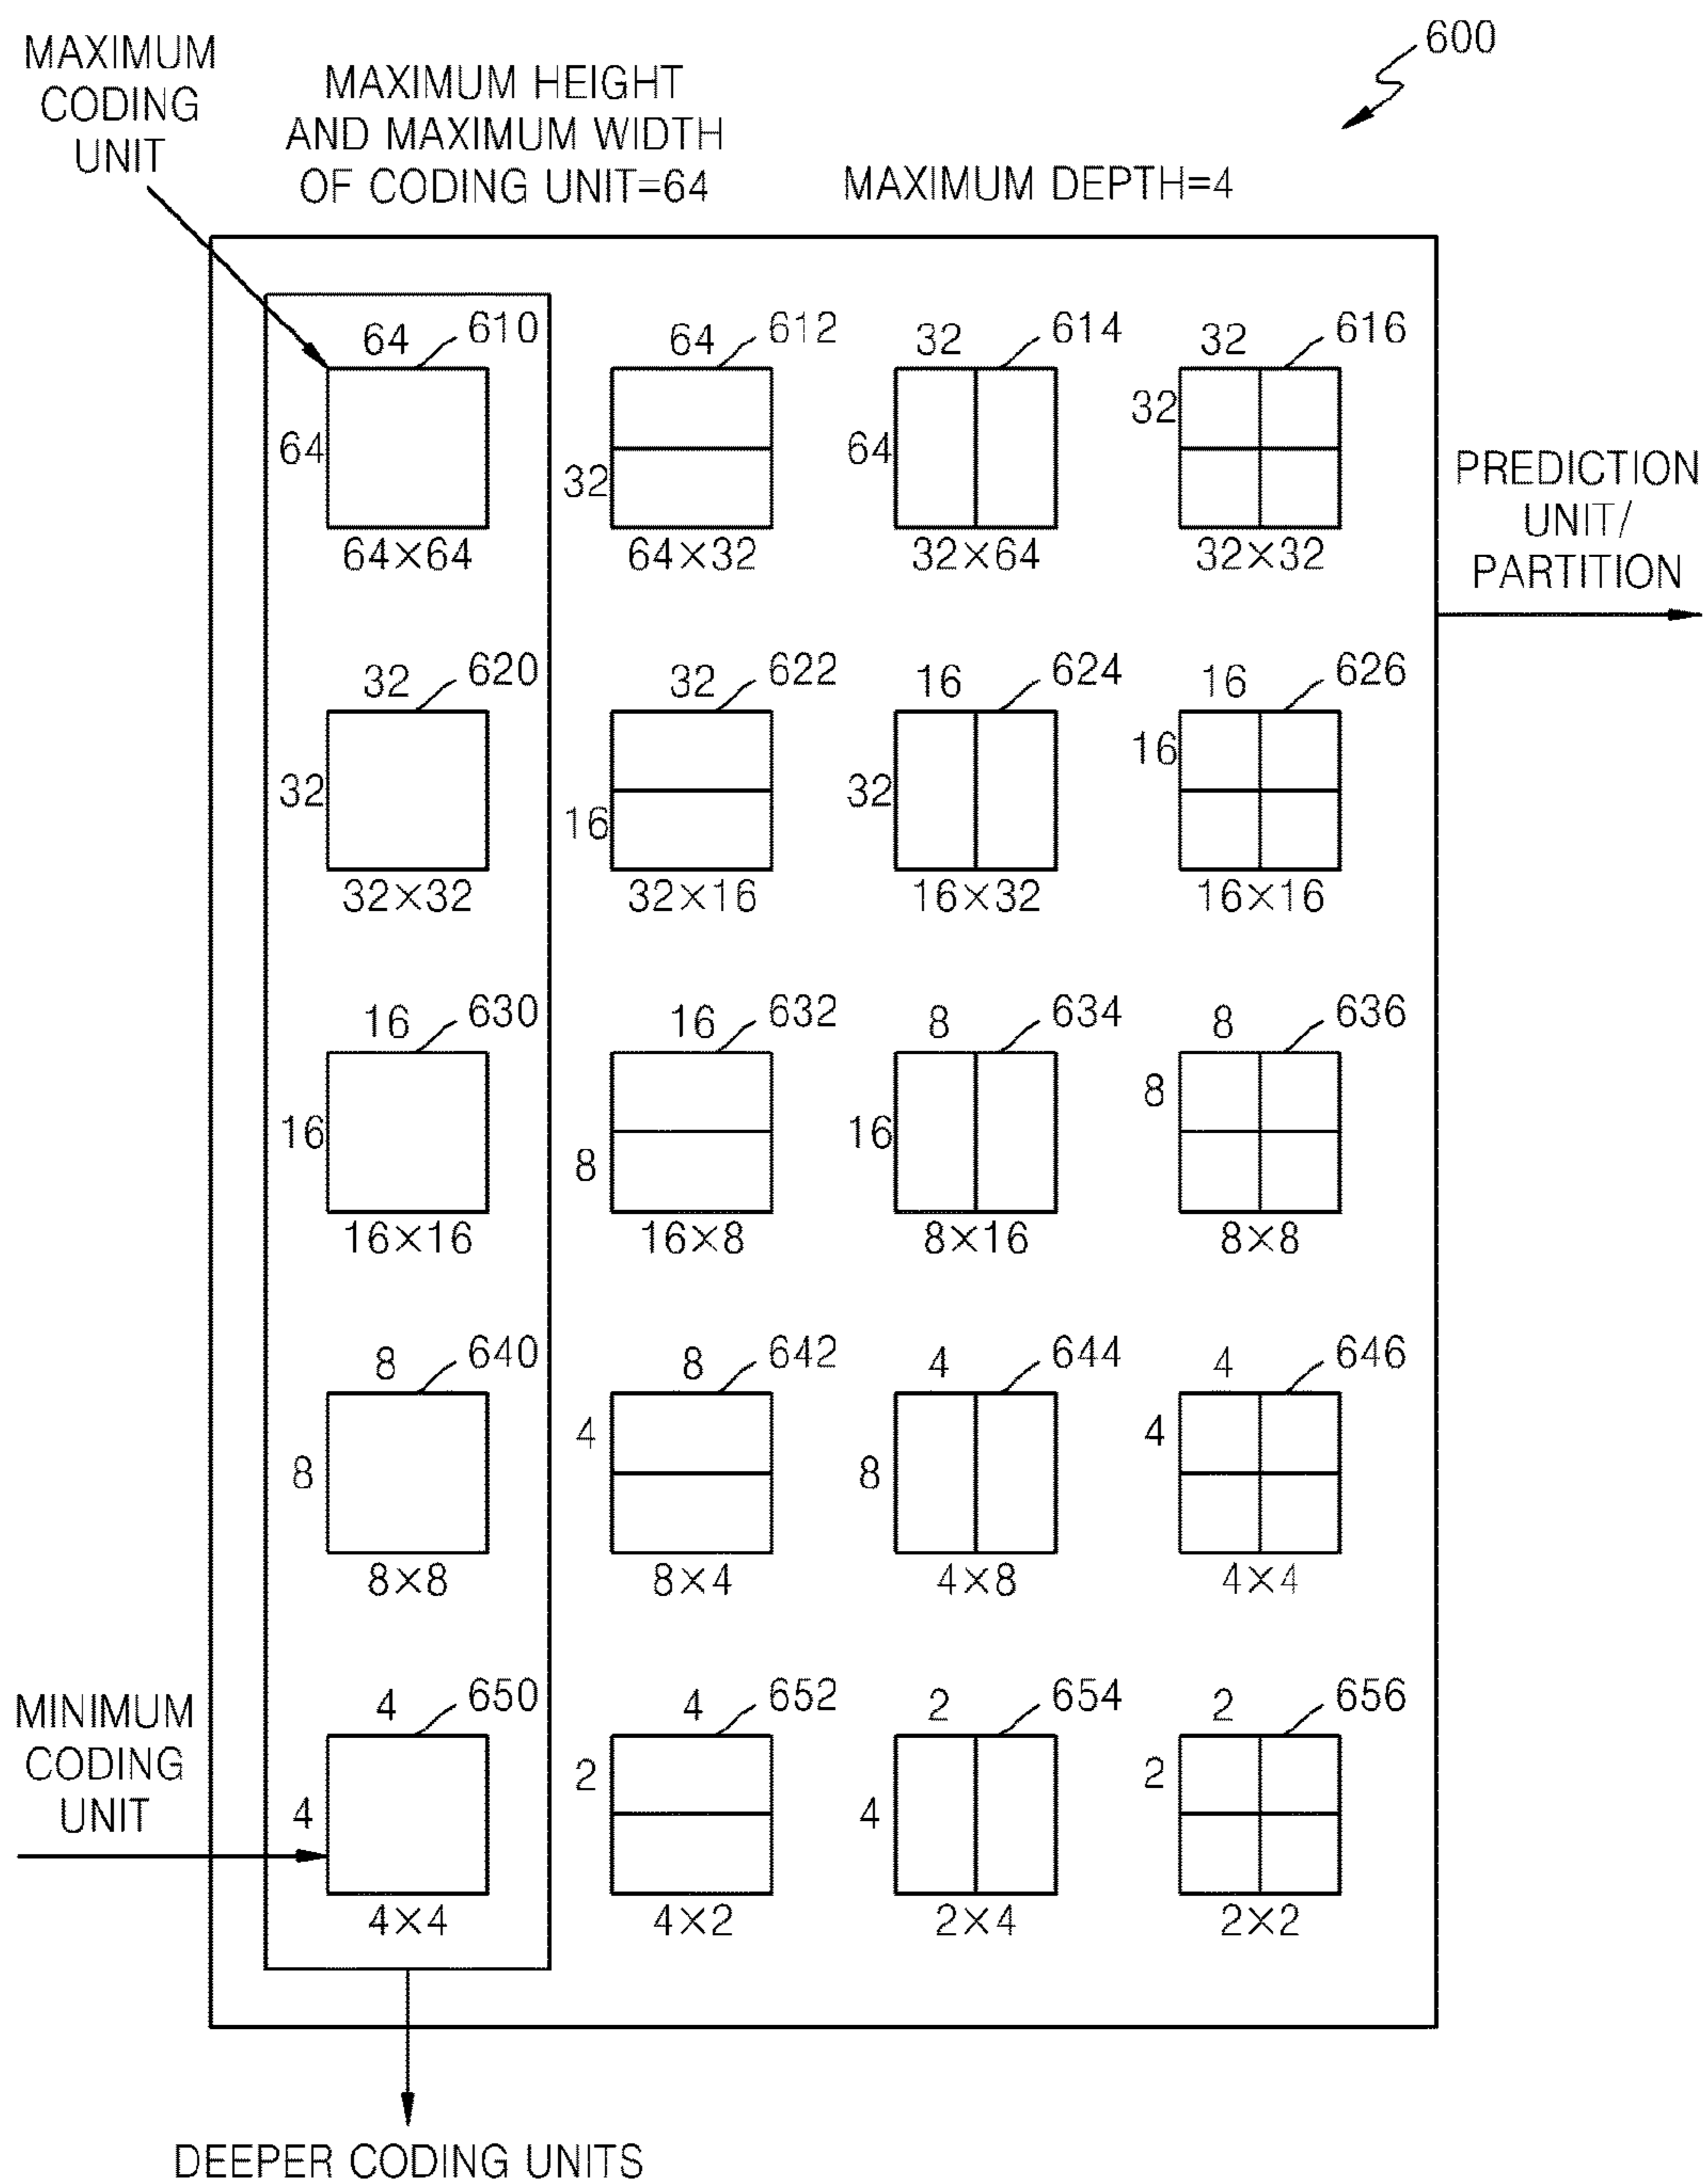 600
MAXIMUM
CODING
UNIT
MAXIMUM HEIGHT
AND MAXIMUM WIDTH
OF CODING UNIT=64
MAXIMUM DEPTH=4
64 610 64 612 32 614 32 616
64 32 64 32
64×64 64×32 32×64 32×32
PREDICTION
UNIT/
PARTITION
32 620 32 622 16 624 16 626
32 16 32 16
32×32 32×16 16×32 16×16
16 630 16 632 8 634 8 636
16 8 16 8
16×16 16×8 8×16 8×8
8 640 8 642 4 644 4 646
8 4 8 4
8×8 8×4 4×8 4×4
MINIMUM
CODING
UNIT
4 650 4 652 2 654 2 656
4 2 4 2
4×4 4×2 2×4 2×2
DEEPER CODING UNITS